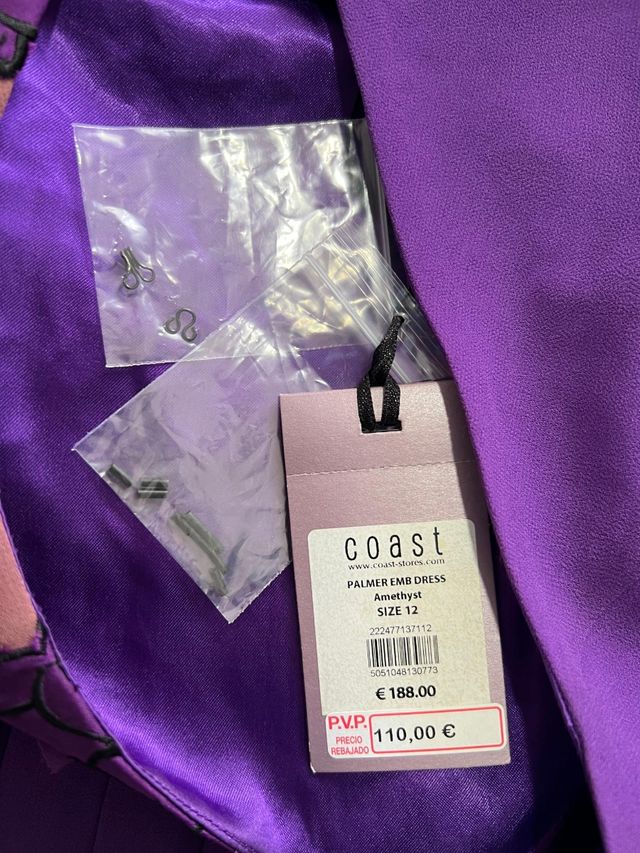 coast
www.coast-stores.com
PALMER EMB DRESS
Amethyst
SIZE 12
222477137112
5051048130773
€ 188.00
P.V.P.
PRECIO
REBAJADO
110,00 €